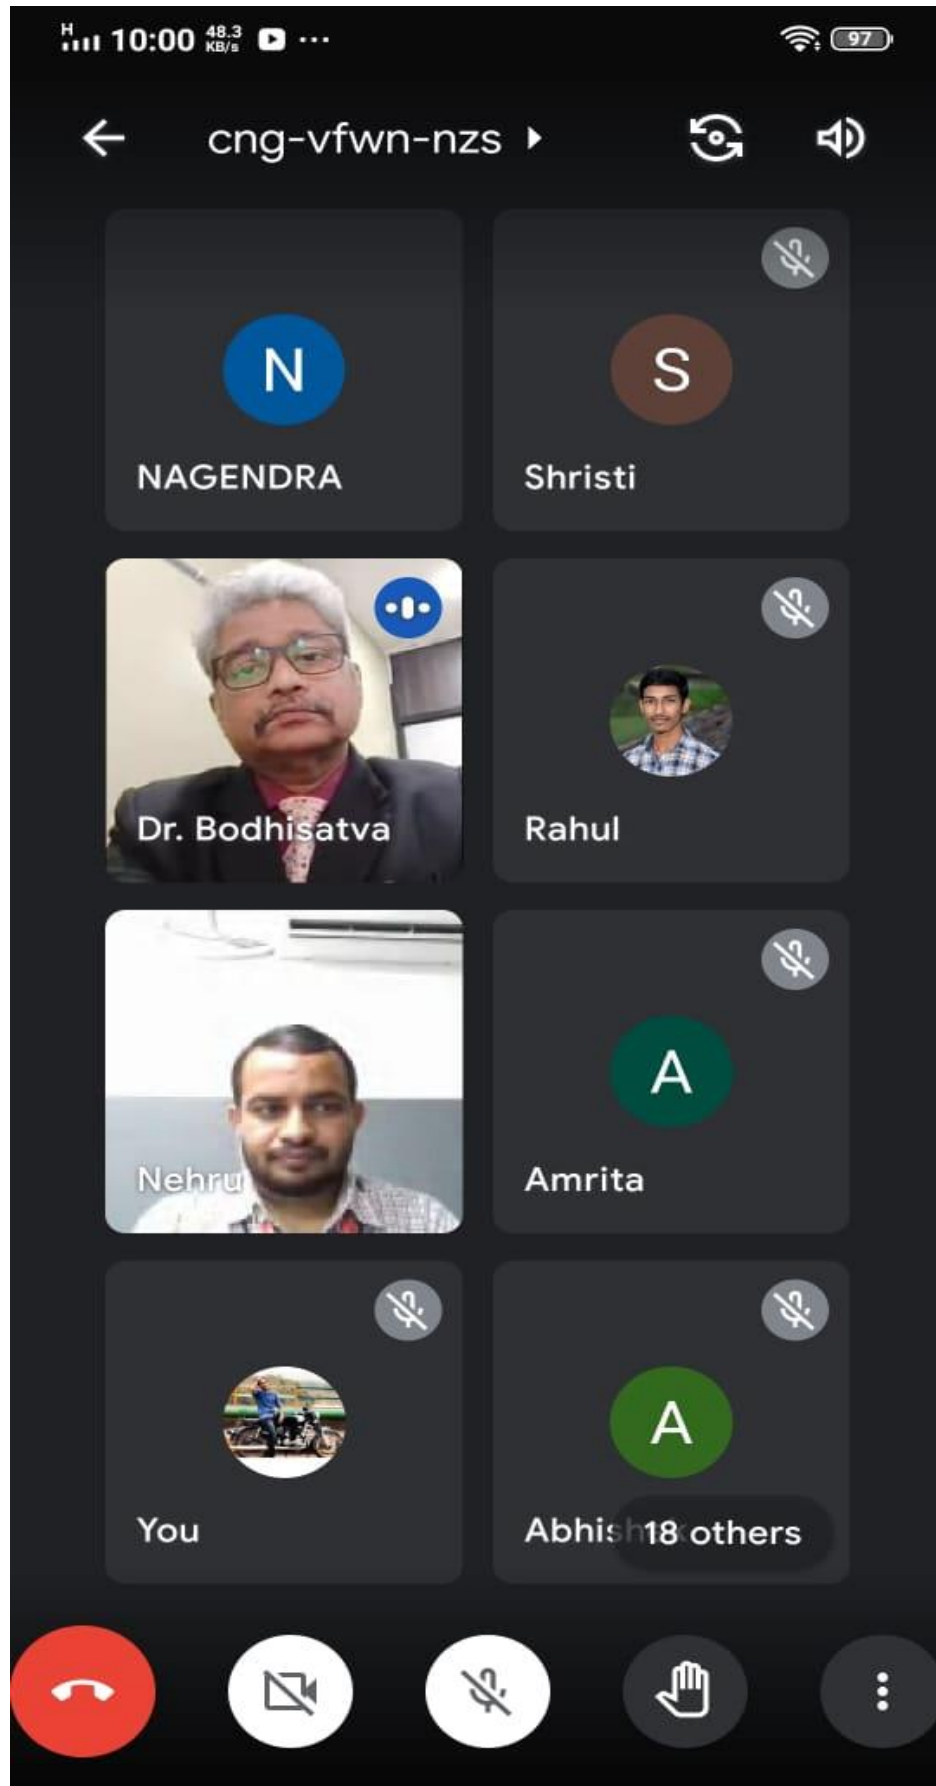 H 10:00 48.3 KB/s ... 97
cng-vfwn-nzs
N S
NAGENDRA Shristi
Dr. Bodhisatva Rahul
A
Nehru Amrita
A
You Abhishek 18 others